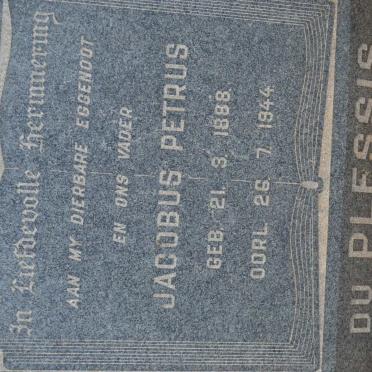 In Liefdevolle Herinnering
AAN MY DIERBARE EGGENOOT
EN ONS VADER
JACOBUS PETRUS
GEB. 21. 3. 1888
OORL. 26. 7. 1944
DU PLESSIS